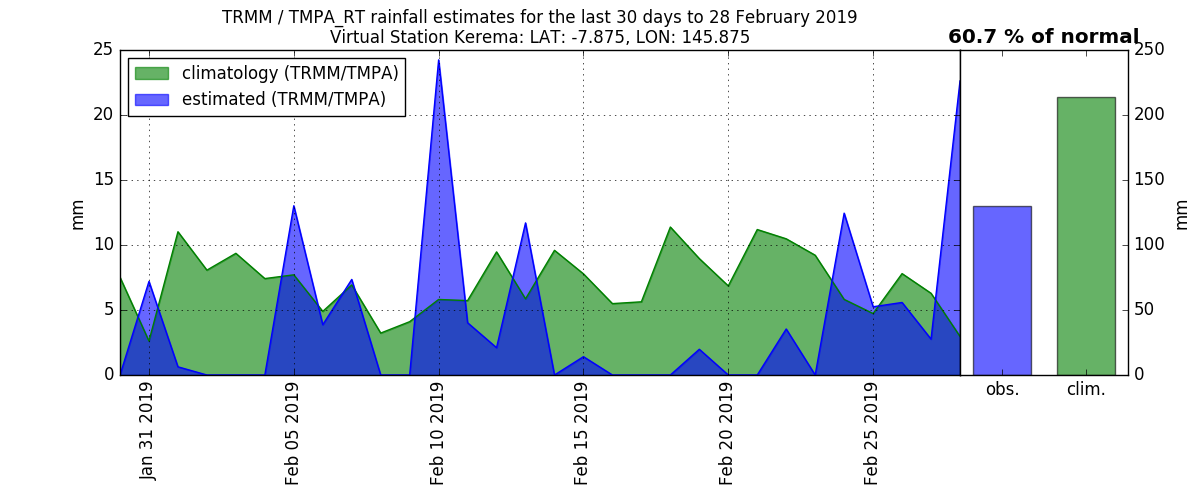 TRMM / TMPA_RT rainfall estimates for the last 30 days to 28 February 2019
Virtual Station Kerema: LAT: -7.875, LON: 145.875
60.7 % of normal
climatology (TRMM/TMPA)
estimated (TRMM/TMPA)
25
20
15
10
5
0
mm
Jan 31 2019
Feb 05 2019
Feb 10 2019
Feb 15 2019
Feb 20 2019
Feb 25 2019
obs.
clim.
250
200
150
100
50
0
mm